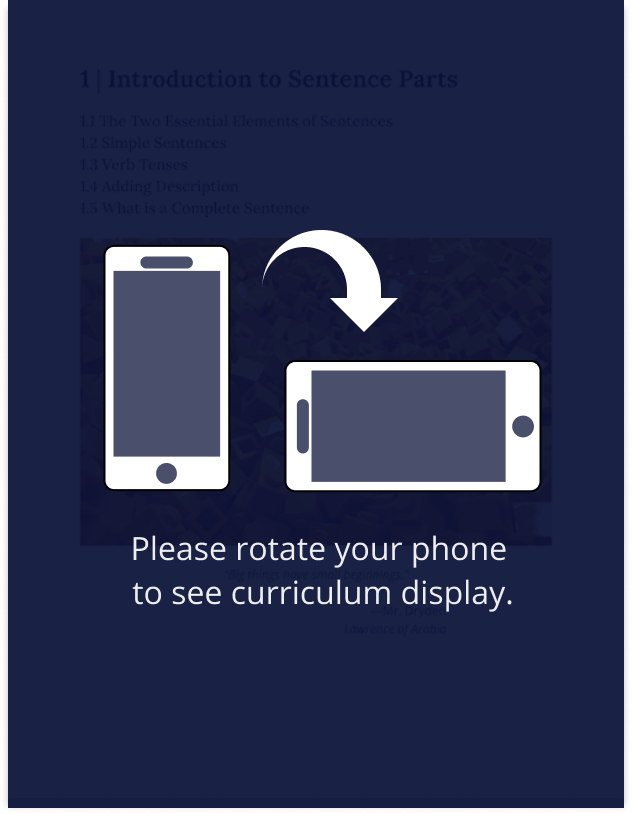 1 | Introduction to Sentence Parts
1.1 The Two Essential Elements of Sentences
1.2 Simple Sentences
1.3 Verb Tenses
1.4 Adding Description
1.5 What is a Complete Sentence
Please rotate your phone
to see curriculum display.
Lawrence of Arabia